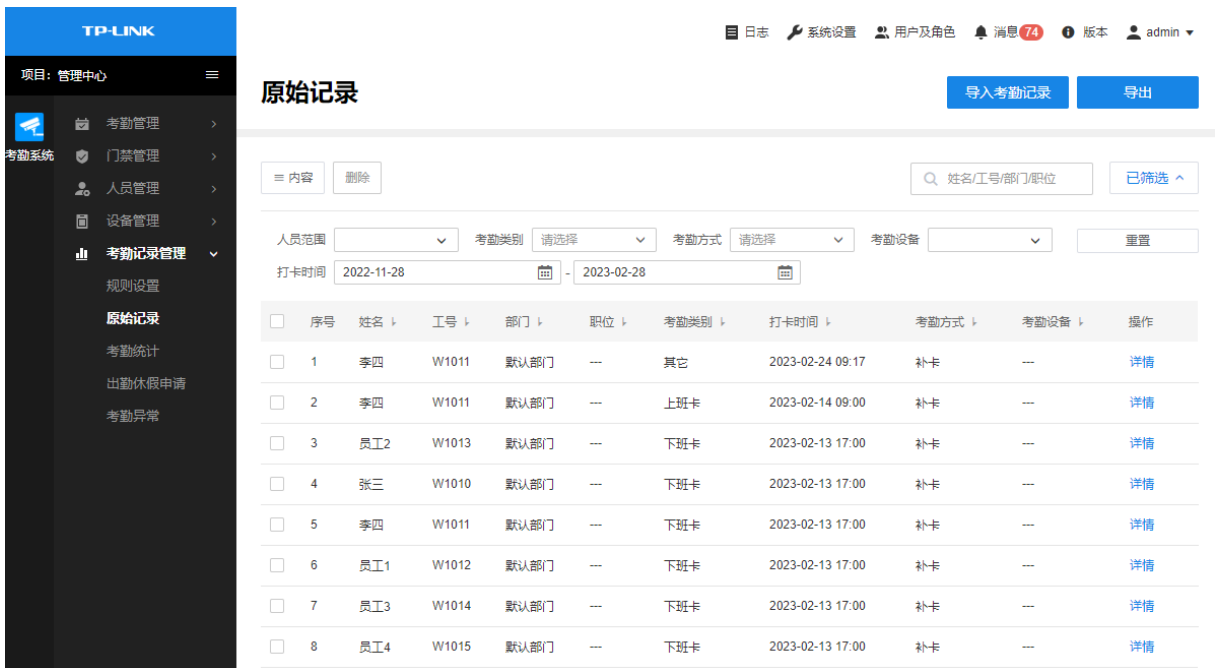 TP-LINK
日志 系统设置 用户及角色 消息 74 版本 admin
项目: 管理中心
考勤系统
考勤管理
门禁管理
人员管理
设备管理
考勤记录管理
规则设置
原始记录
考勤统计
出勤休假申请
考勤异常
原始记录
导入考勤记录 导出
内容 删除 姓名/工号/部门/职位 已筛选
人员范围 考勤类别 请选择 考勤方式 请选择 考勤设备 重置
打卡时间 2022-11-28 - 2023-02-28
序号 姓名 工号 部门 职位 考勤类别 打卡时间 考勤方式 考勤设备 操作
1 李四 W1011 默认部门 --- 其它 2023-02-24 09:17 补卡 --- 详情
2 李四 W1011 默认部门 --- 上班卡 2023-02-14 09:00 补卡 --- 详情
3 员工2 W1013 默认部门 --- 下班卡 2023-02-13 17:00 补卡 --- 详情
4 张三 W1010 默认部门 --- 下班卡 2023-02-13 17:00 补卡 --- 详情
5 李四 W1011 默认部门 --- 下班卡 2023-02-13 17:00 补卡 --- 详情
6 员工1 W1012 默认部门 --- 下班卡 2023-02-13 17:00 补卡 --- 详情
7 员工3 W1014 默认部门 --- 下班卡 2023-02-13 17:00 补卡 --- 详情
8 员工4 W1015 默认部门 --- 下班卡 2023-02-13 17:00 补卡 --- 详情